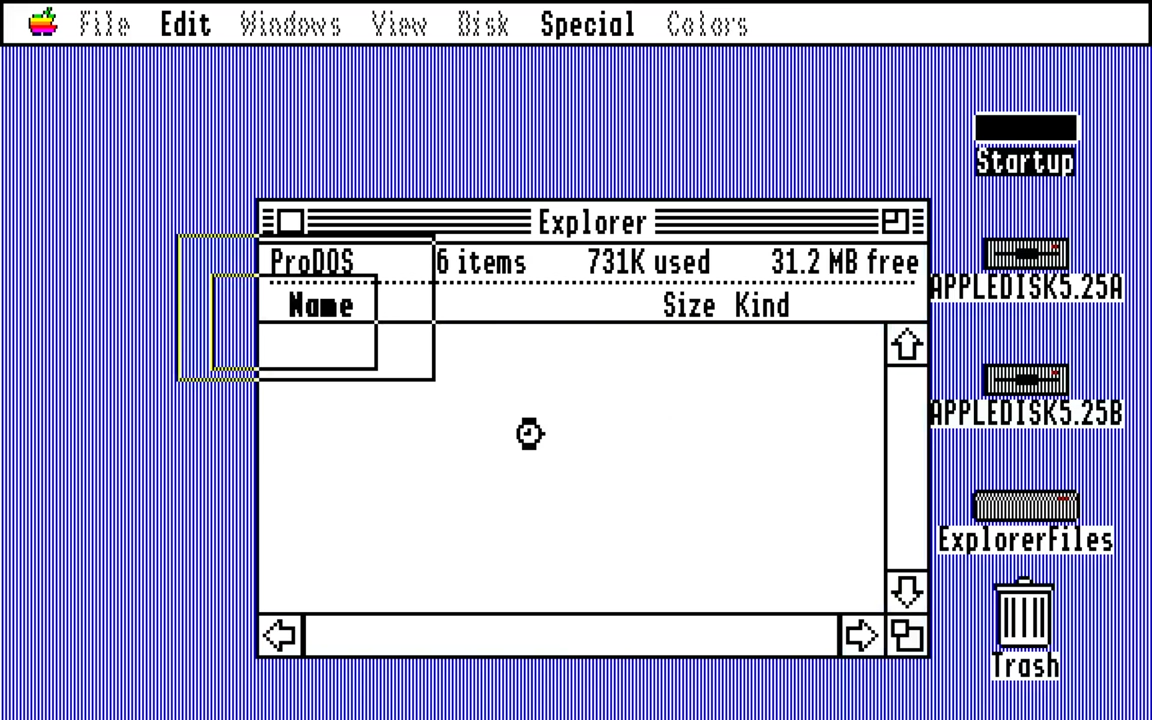 File Edit Windows View Disk Special Colors
Startup
Explorer
ProDOS 6 items 731K used 31.2 MB free
Name Size Kind
APPLEDISK5.25A
APPLEDISK5.25B
ExplorerFiles
Trash